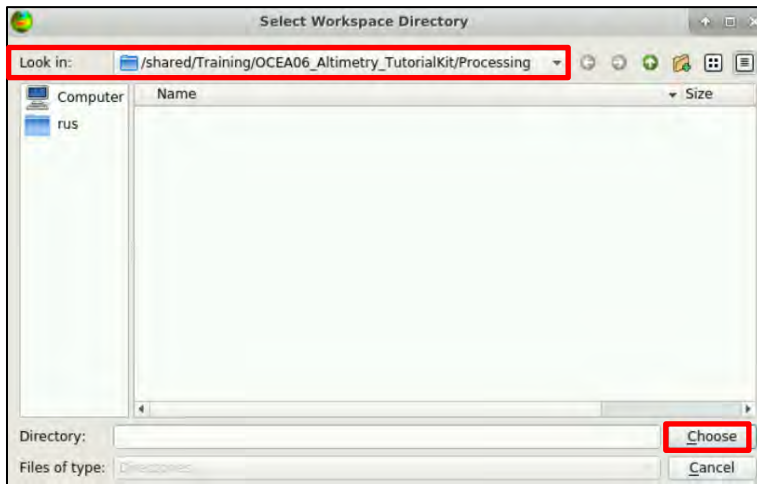 Select Workspace Directory
Look in: /shared/Training/OCEA06_Altimetry_TutorialKit/Processing
Computer Name Size
rus
Directory: Choose
Files of type: Directories Cancel